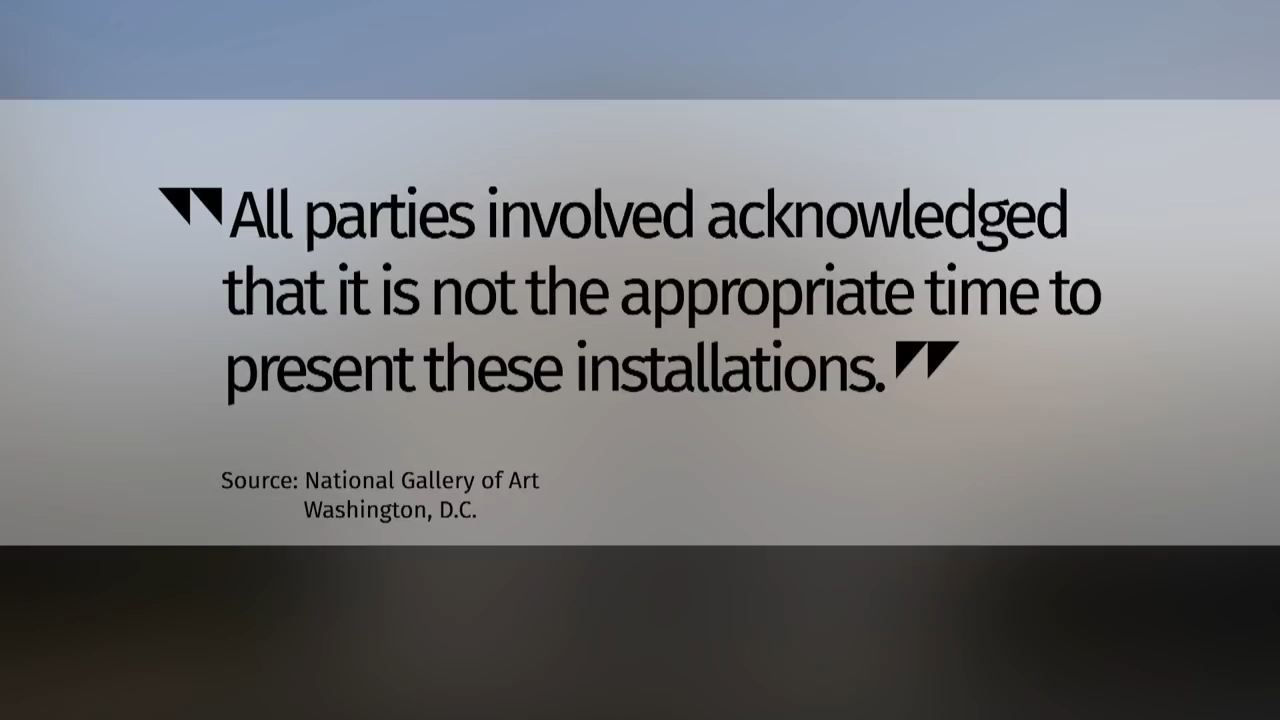 "All parties involved acknowledged
that it is not the appropriate time to
present these installations."
Source: National Gallery of Art
Washington, D.C.